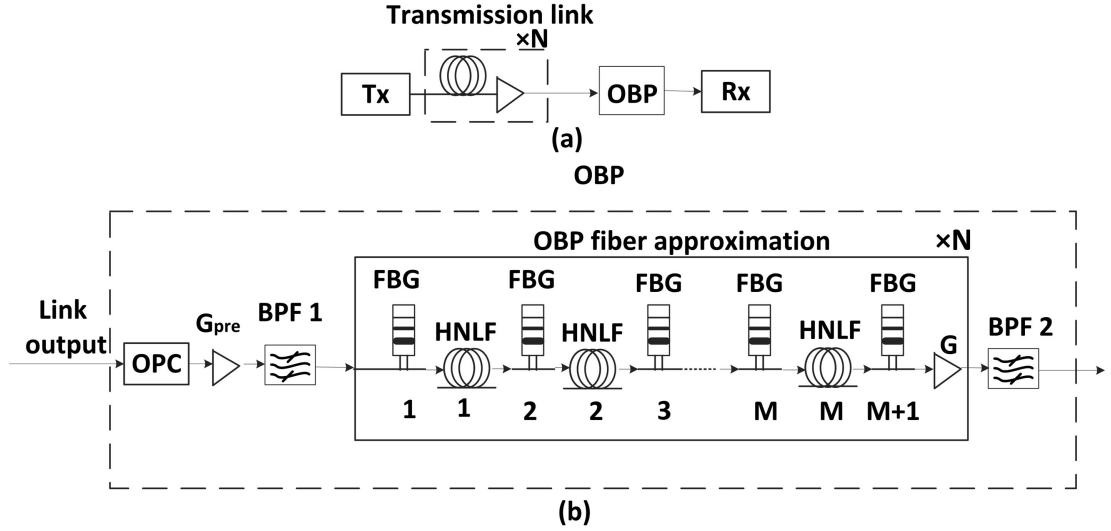 Transmission link
×N
Tx
OBP
Rx
(a)
OBP
OBP fiber approximation
×N
FBG FBG FBG FBG FBG
Link
output
Gpre
BPF 1
HNLF HNLF HNLF
G
BPF 2
OPC
1 1 2 2 3 M M M+1
(b)